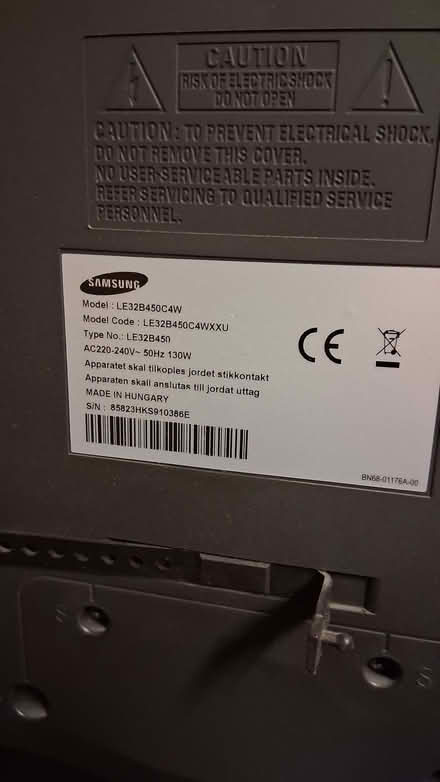 CAUTION
RISK OF ELECTRIC SHOCK
DO NOT OPEN
CAUTION: TO PREVENT ELECTRICAL SHOCK,
DO NOT REMOVE THIS COVER.
NO USER-SERVICEABLE PARTS INSIDE.
REFER SERVICING TO QUALIFIED SERVICE
PERSONNEL.
SAMSUNG
Model : LE32B450C4W
Model Code : LE32B450C4WXXU
Type No.: LE32B450
AC220-240V~ 50Hz 130W
Apparatet skal tilkoples jordet stikkontakt
Apparaten skall anslutas till jordat uttag
MADE IN HUNGARY
S/N : 85823HKS910386E
CE
BN68-01176A-00
S
S